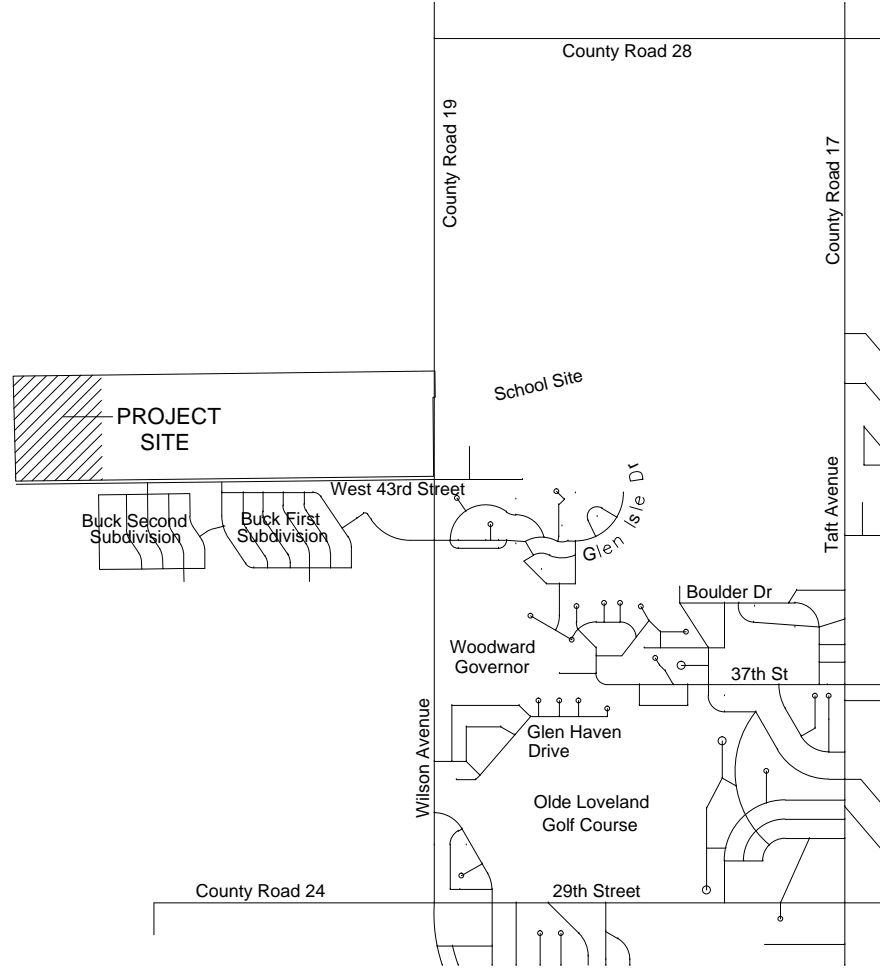 County Road 28
County Road 19
County Road 17
School Site
PROJECT
SITE
Glen Isle Dr
West 43rd Street
Taft Avenue
Buck Second
Subdivision
Buck First
Subdivision
Boulder Dr
Woodward
Governor
37th St
Wilson Avenue
Glen Haven
Drive
Olde Loveland
Golf Course
County Road 24
29th Street